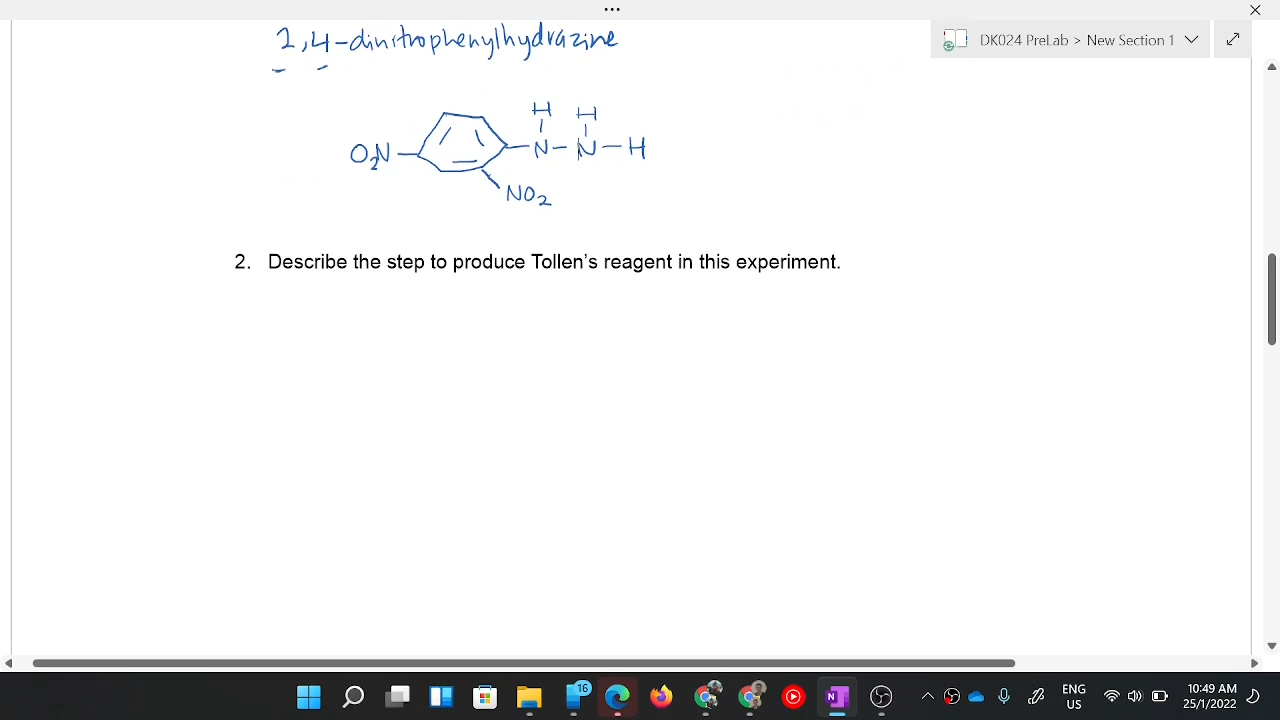 ...
2,4-dinitrophenylhydrazine
DK024 PreLab > New Section 1
H H
O₂N N N H
NO₂
2. Describe the step to produce Tollen's reagent in this experiment.
16
N
ENG
US
10:49 AM
25/1/2022